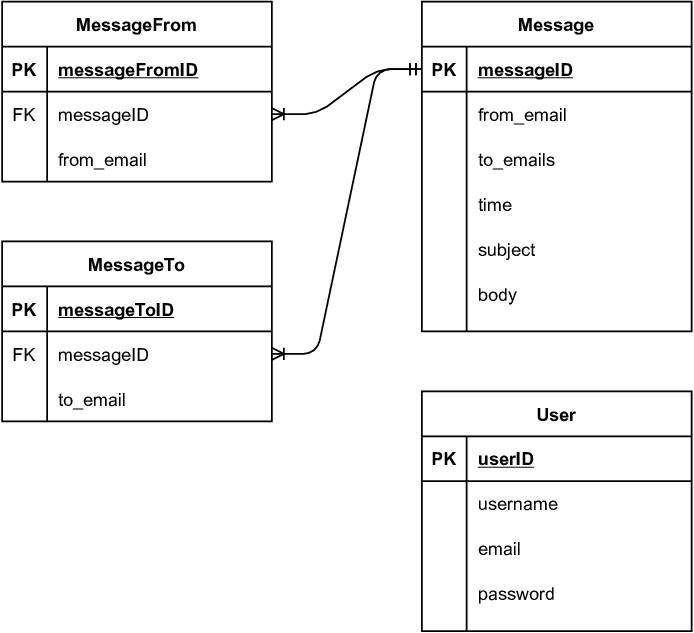 MessageFrom
PK messageFromID
FK messageID
from_email
Message
PK messageID
from_email
to_emails
time
subject
body
MessageTo
PK messageToID
FK messageID
to_email
User
PK userID
username
email
password